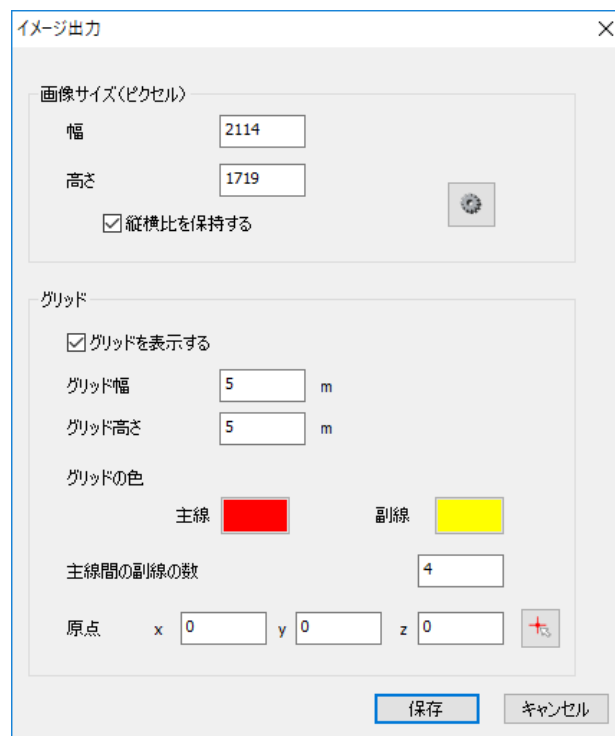 イメージ出力
画像サイズ(ピクセル)
幅 2114
高さ 1719
縦横比を保持する
グリッド
グリッドを表示する
グリッド幅 5 m
グリッド高さ 5 m
グリッドの色
主線 副線
主線間の副線の数 4
原点 x 0 y 0 z 0
保存 キャンセル